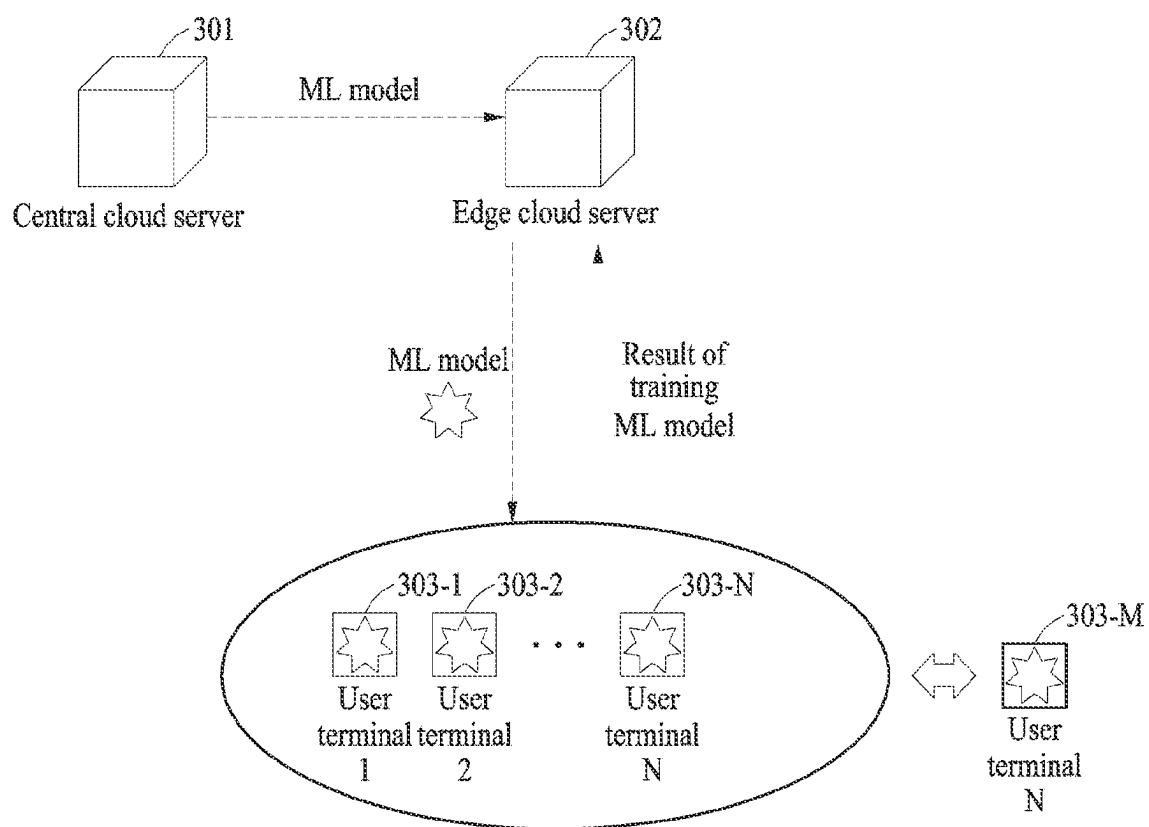 301
302
ML model
Central cloud server
Edge cloud server
ML model
Result of
training
ML model
303-1
303-2
303-N
303-M
User
terminal
1
User
terminal
2
User
terminal
N
User
terminal
N